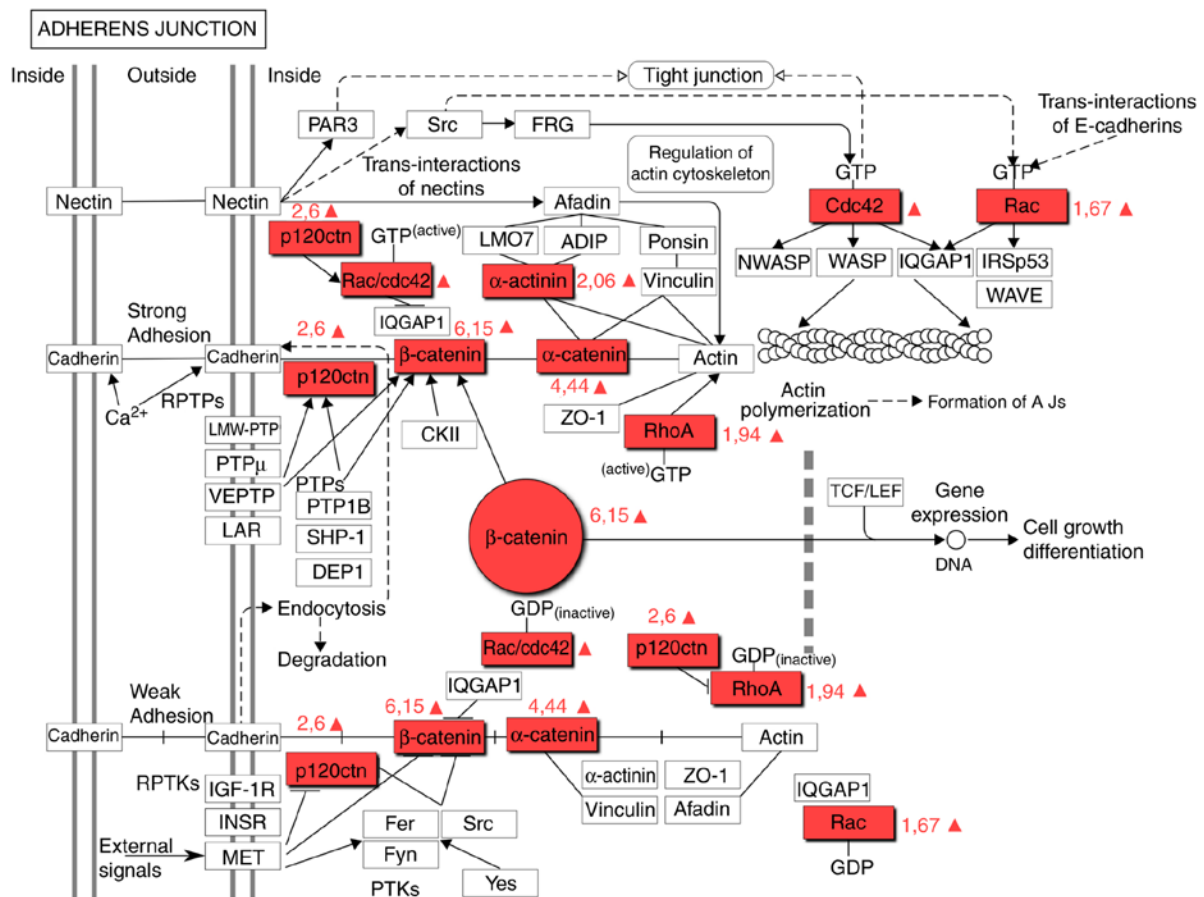 ADHERENS JUNCTION
Inside
Outside
Inside
Tight junction
Trans-interactions
of E-cadherins
PAR3
Src
FRG
Regulation of
actin cytoskeleton
GTP
GTP
Trans-interactions
of nectins
Nectin
Nectin
Afadin
Cdc42 ▲
Rac
1,67 ▲
2,6 ▲
p120ctn
GTP(active)
LMO7
ADIP
Ponsin
NWASP
WASP
IQGAP1
IRSp53
WAVE
Rac/cdc42 ▲
α-actinin
2,06 ▲
Vinculin
IQGAP1
Strong
Adhesion
2,6 ▲
6,15 ▲
Cadherin
Cadherin
β-catenin
α-catenin
Actin
p120ctn
4,44 ▲
Ca2+
RPTPs
Actin
polymerization
Formation of A Js
LMW-PTP
CKII
ZO-1
RhoA
1,94 ▲
PTPμ
(active)GTP
VEPTP
PTPs
PTP1B
LAR
SHP-1
DEP1
β-catenin
6,15 ▲
TCF/LEF
Gene
expression
DNA
Cell growth
differentiation
Endocytosis
Degradation
GDP(inactive)
Rac/cdc42 ▲
2,6 ▲
p120ctn
GDP(inactive)
RhoA
1,94 ▲
IQGAP1
Weak
Adhesion
2,6 ▲
6,15 ▲
4,44 ▲
Cadherin
Cadherin
β-catenin
α-catenin
Actin
p120ctn
RPTKs
IGF-1R
INSR
MET
External
signals
Fer
Src
Fyn
PTKs
Yes
α-actinin
ZO-1
Vinculin
Afadin
IQGAP1
Rac
1,67 ▲
GDP